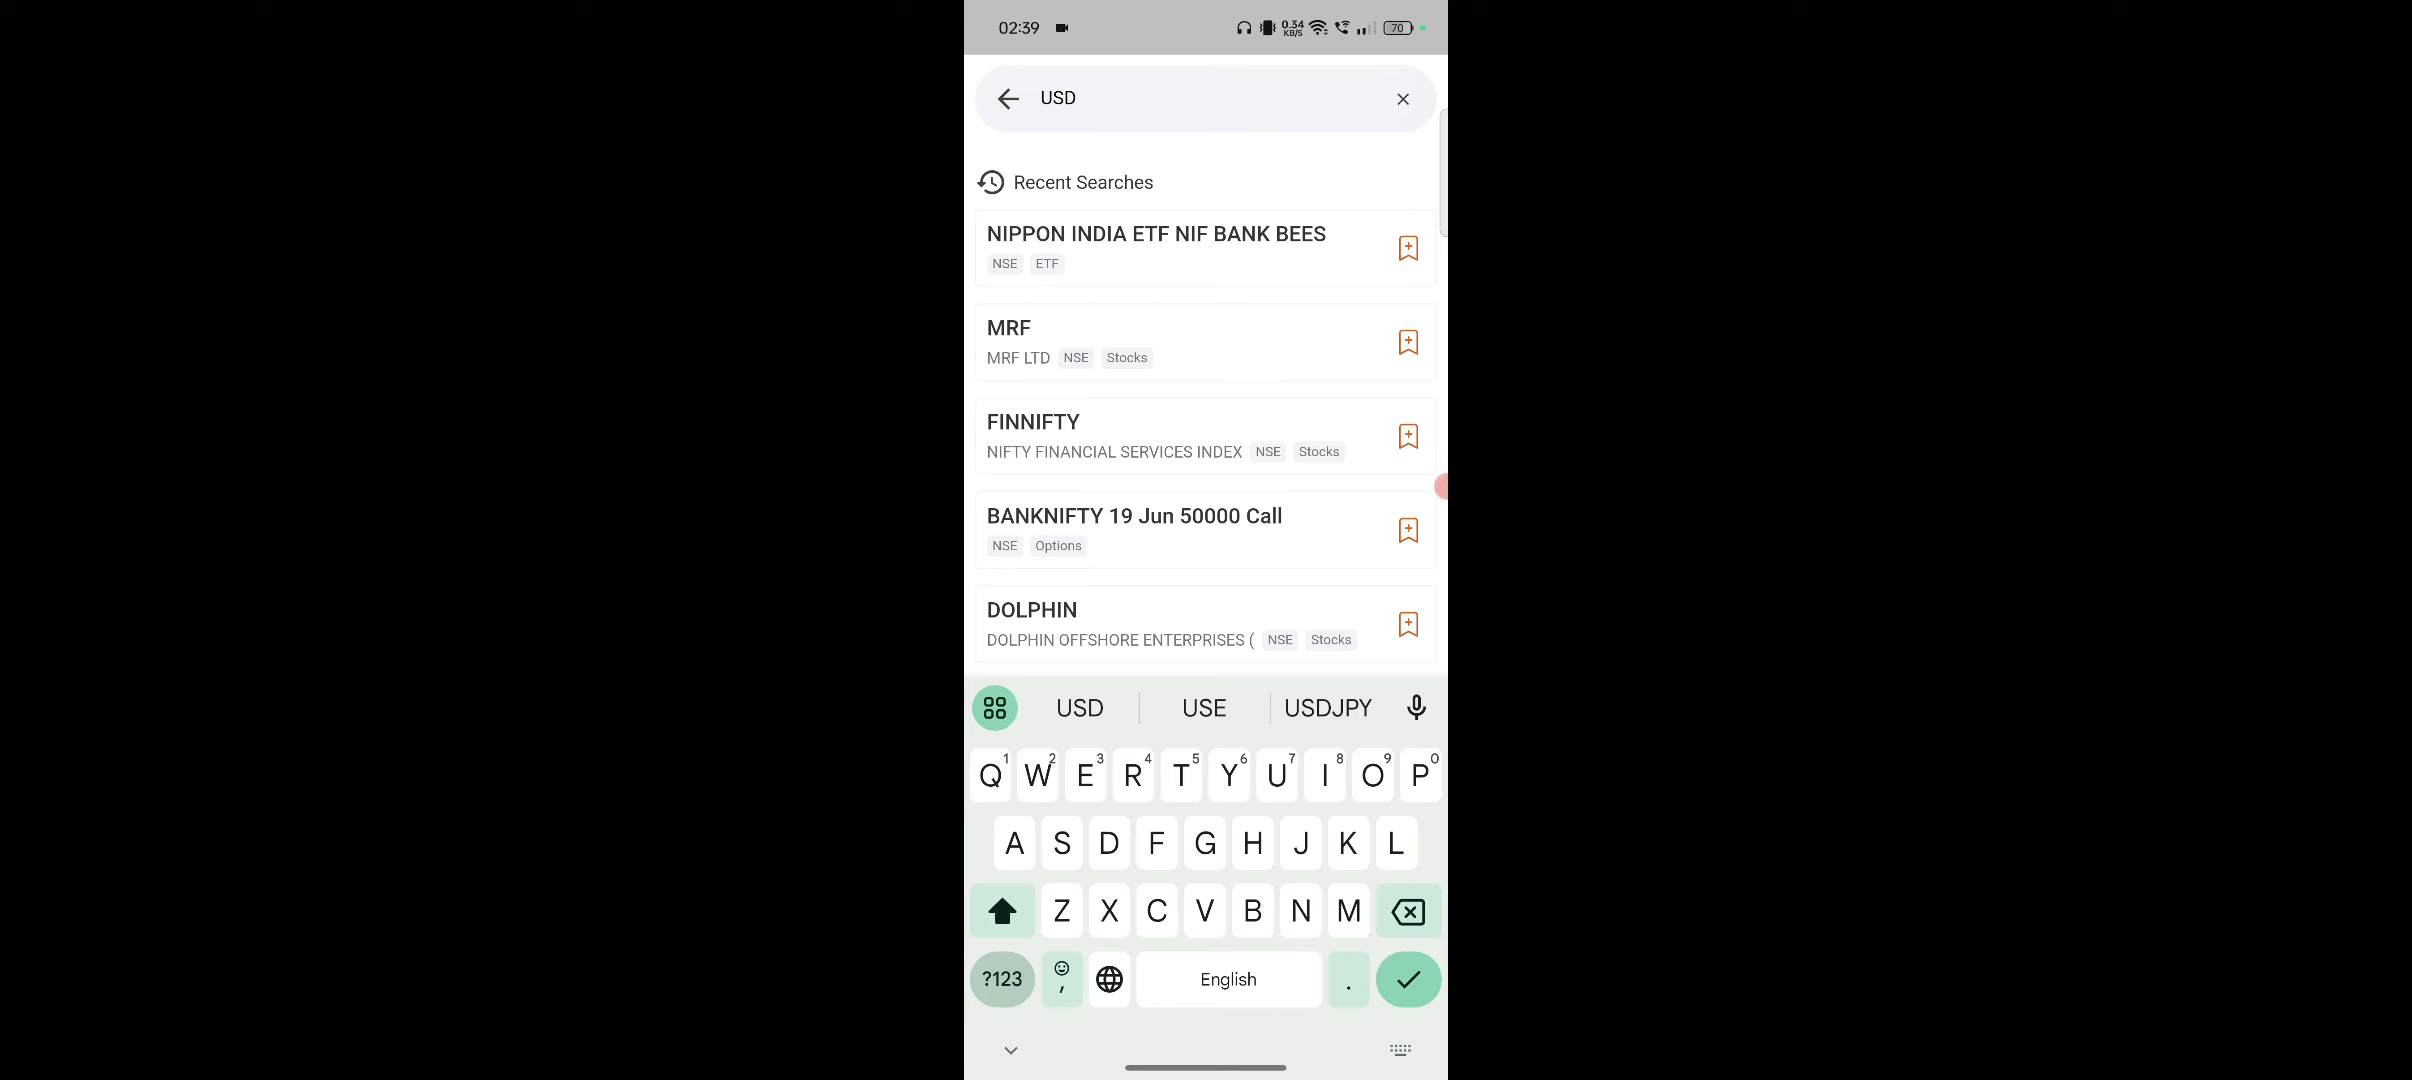 02:39 0.34 KB/S 70
USD
Recent Searches
NIPPON INDIA ETF NIF BANK BEES
NSE ETF
MRF
MRF LTD NSE Stocks
FINNIFTY
NIFTY FINANCIAL SERVICES INDEX NSE Stocks
BANKNIFTY 19 Jun 50000 Call
NSE Options
DOLPHIN
DOLPHIN OFFSHORE ENTERPRISES ( NSE Stocks
USD USE USDJPY
Q1 W2 E3 R4 T5 Y6 U7 I8 O9 P0
A S D F G H J K L
Z X C V B N M
?123 , English .